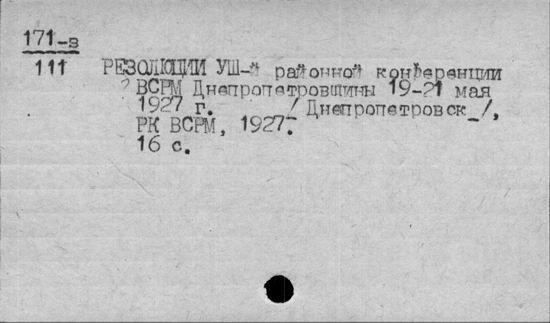 171-в
111 РЕЗОЛЮЦИИ УШ-й районной конференции
ВСРМ Днепропетровщины 19-21 мая
1927 г. /Днепропетровск_/,
РК ВСРМ, 1927.
16 с.